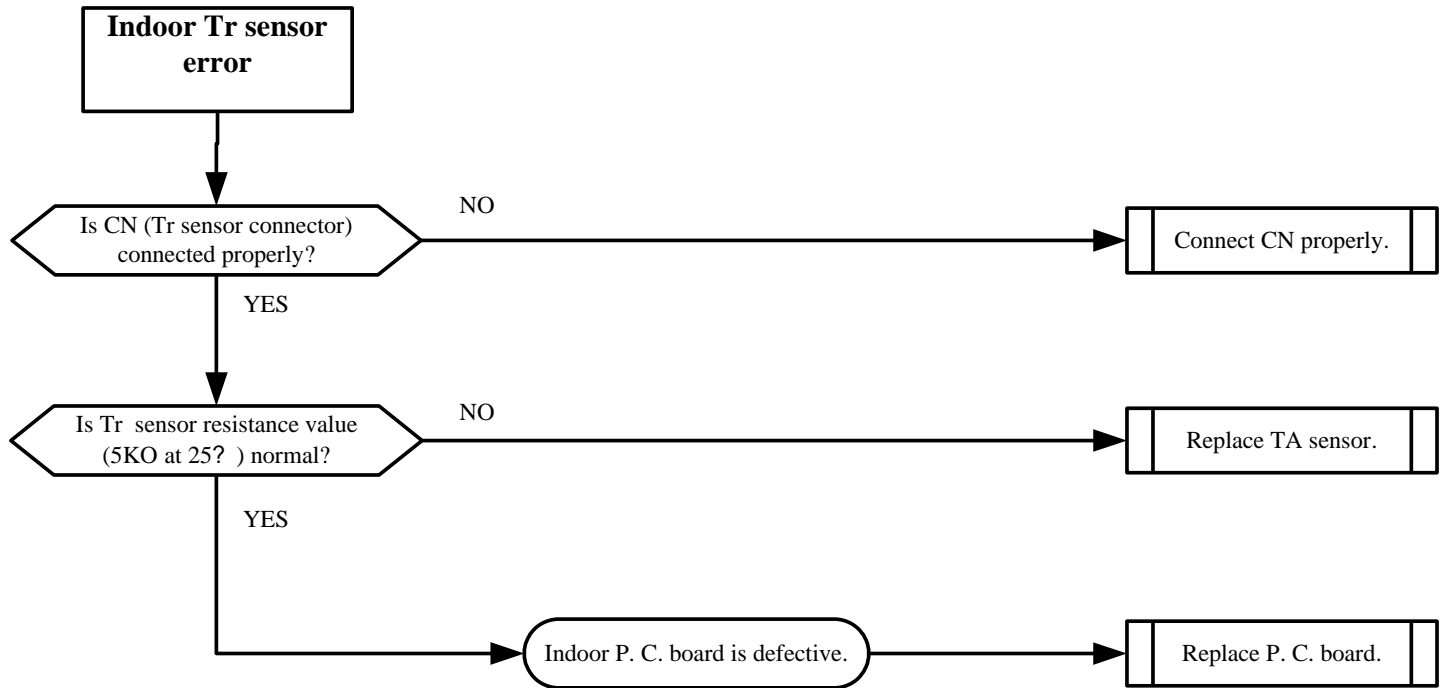 Indoor Tr sensor
error
Is CN (Tr sensor connector)
connected properly?
NO
Connect CN properly.
YES
Is Tr sensor resistance value
(5KO at 25? ) normal?
NO
Replace TA sensor.
YES
Indoor P. C. board is defective.
Replace P. C. board.